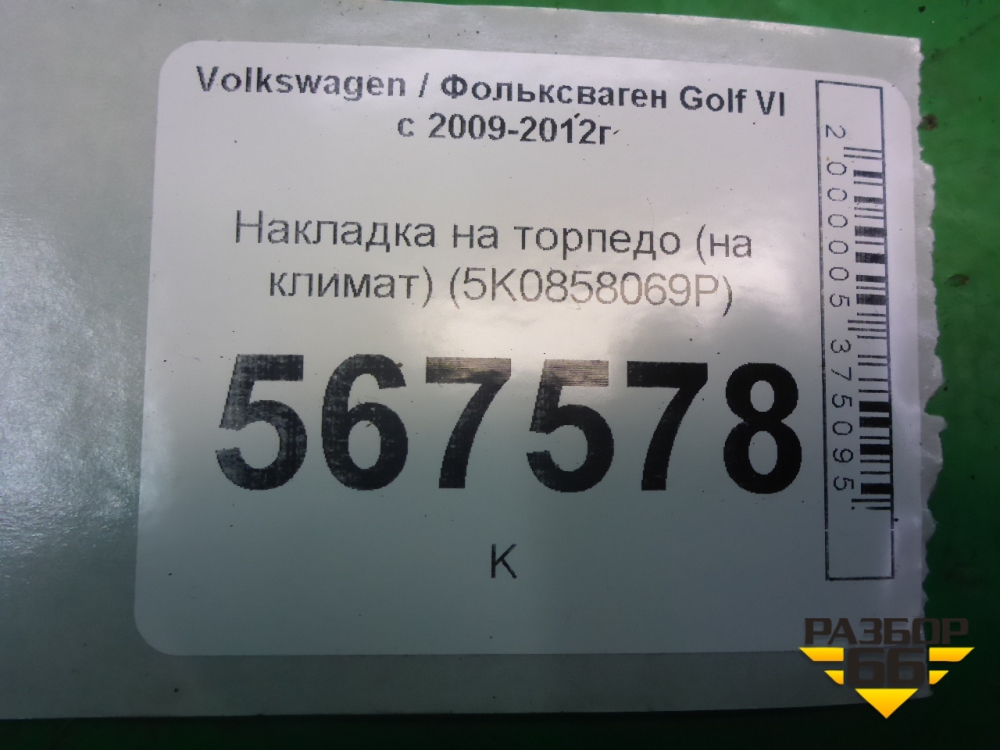 Volkswagen / Фольксваген Golf VI
с 2009-2012г
Накладка на торпедо (на
климат) (5K0858069P)
567578
К
2000005375095
РАЗБОР
66